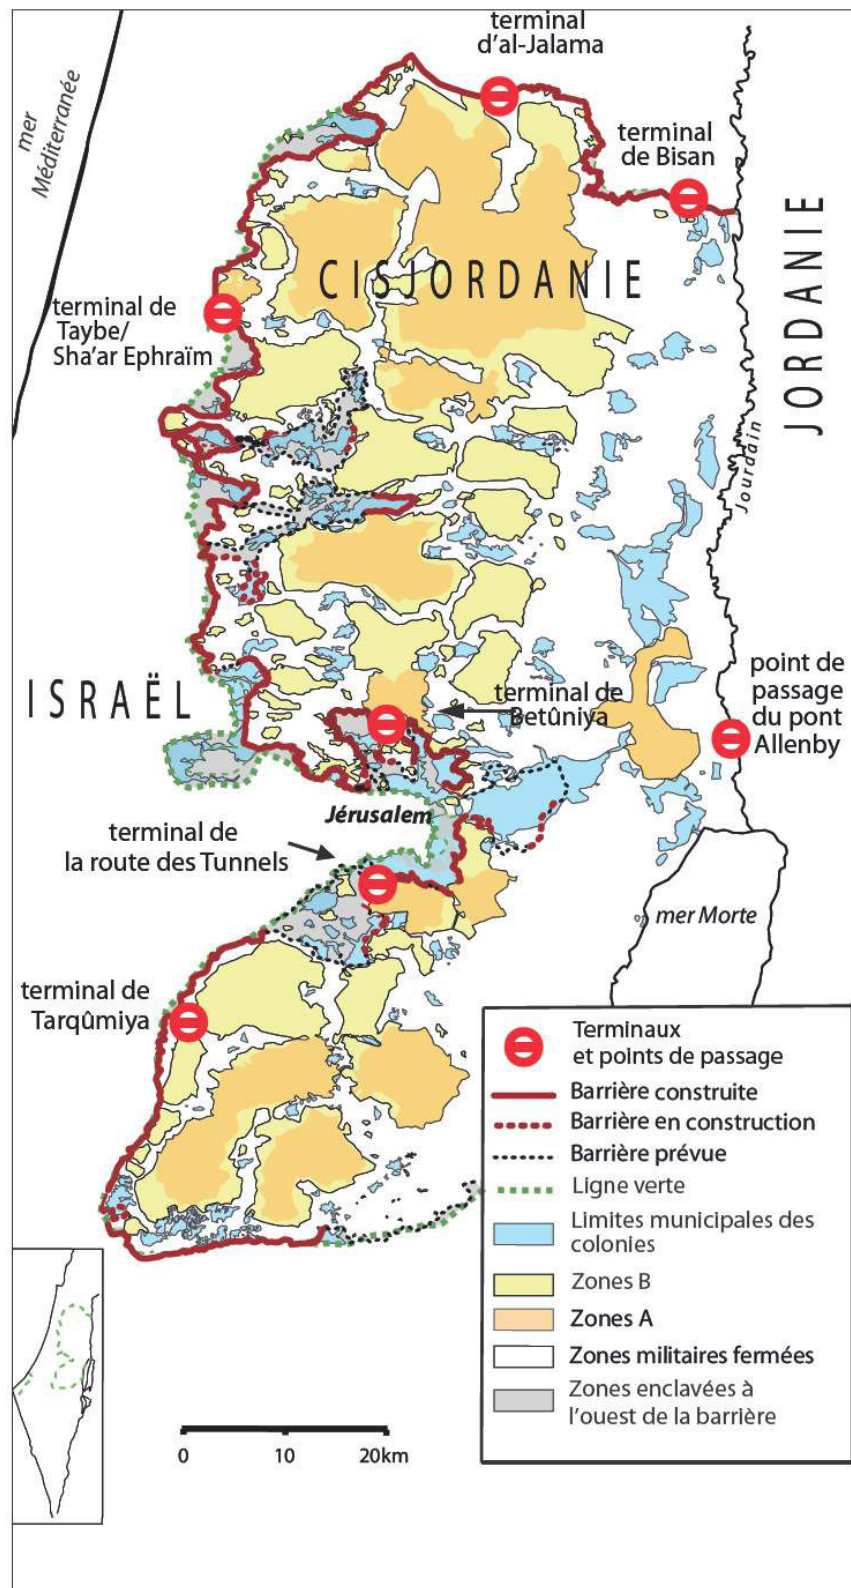 terminal
d'al-Jalama
mer
Méditerranée
terminal
de Bisan
JORDANIE
CISJORDANIE
terminal de
Taybe/
Sha'ar Ephraïm
Jourdain
ISRAËL
terminal de
Betûniya
point de
passage
du pont
Allenby
Jérusalem
terminal de
la route des Tunnels
mer Morte
terminal de
Tarqûmiya
Terminaux
et points de passage
Barrière construite
Barrière en construction
Barrière prévue
Ligne verte
Limites municipales des
colonies
Zones B
Zones A
Zones militaires fermées
Zones enclavées à
l'ouest de la barrière
0 10 20km